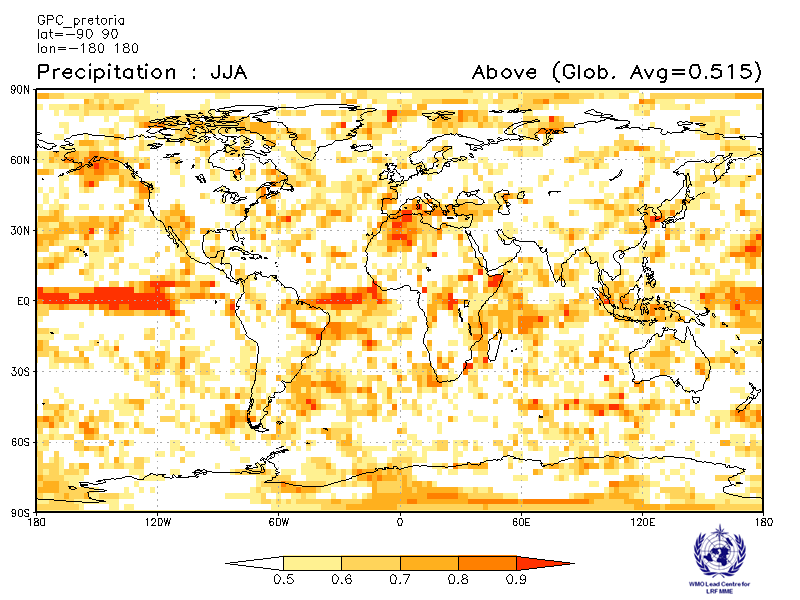 GPC_pretoria
lat=-90 90
lon=-180 180
Precipitation : JJA
Above (Glob. Avg=0.515)
90N
60N
30N
EQ
30S
60S
90S
180
120W
60W
0
60E
120E
180
0.5
0.6
0.7
0.8
0.9
WMO Lead Centre for
LRF MME